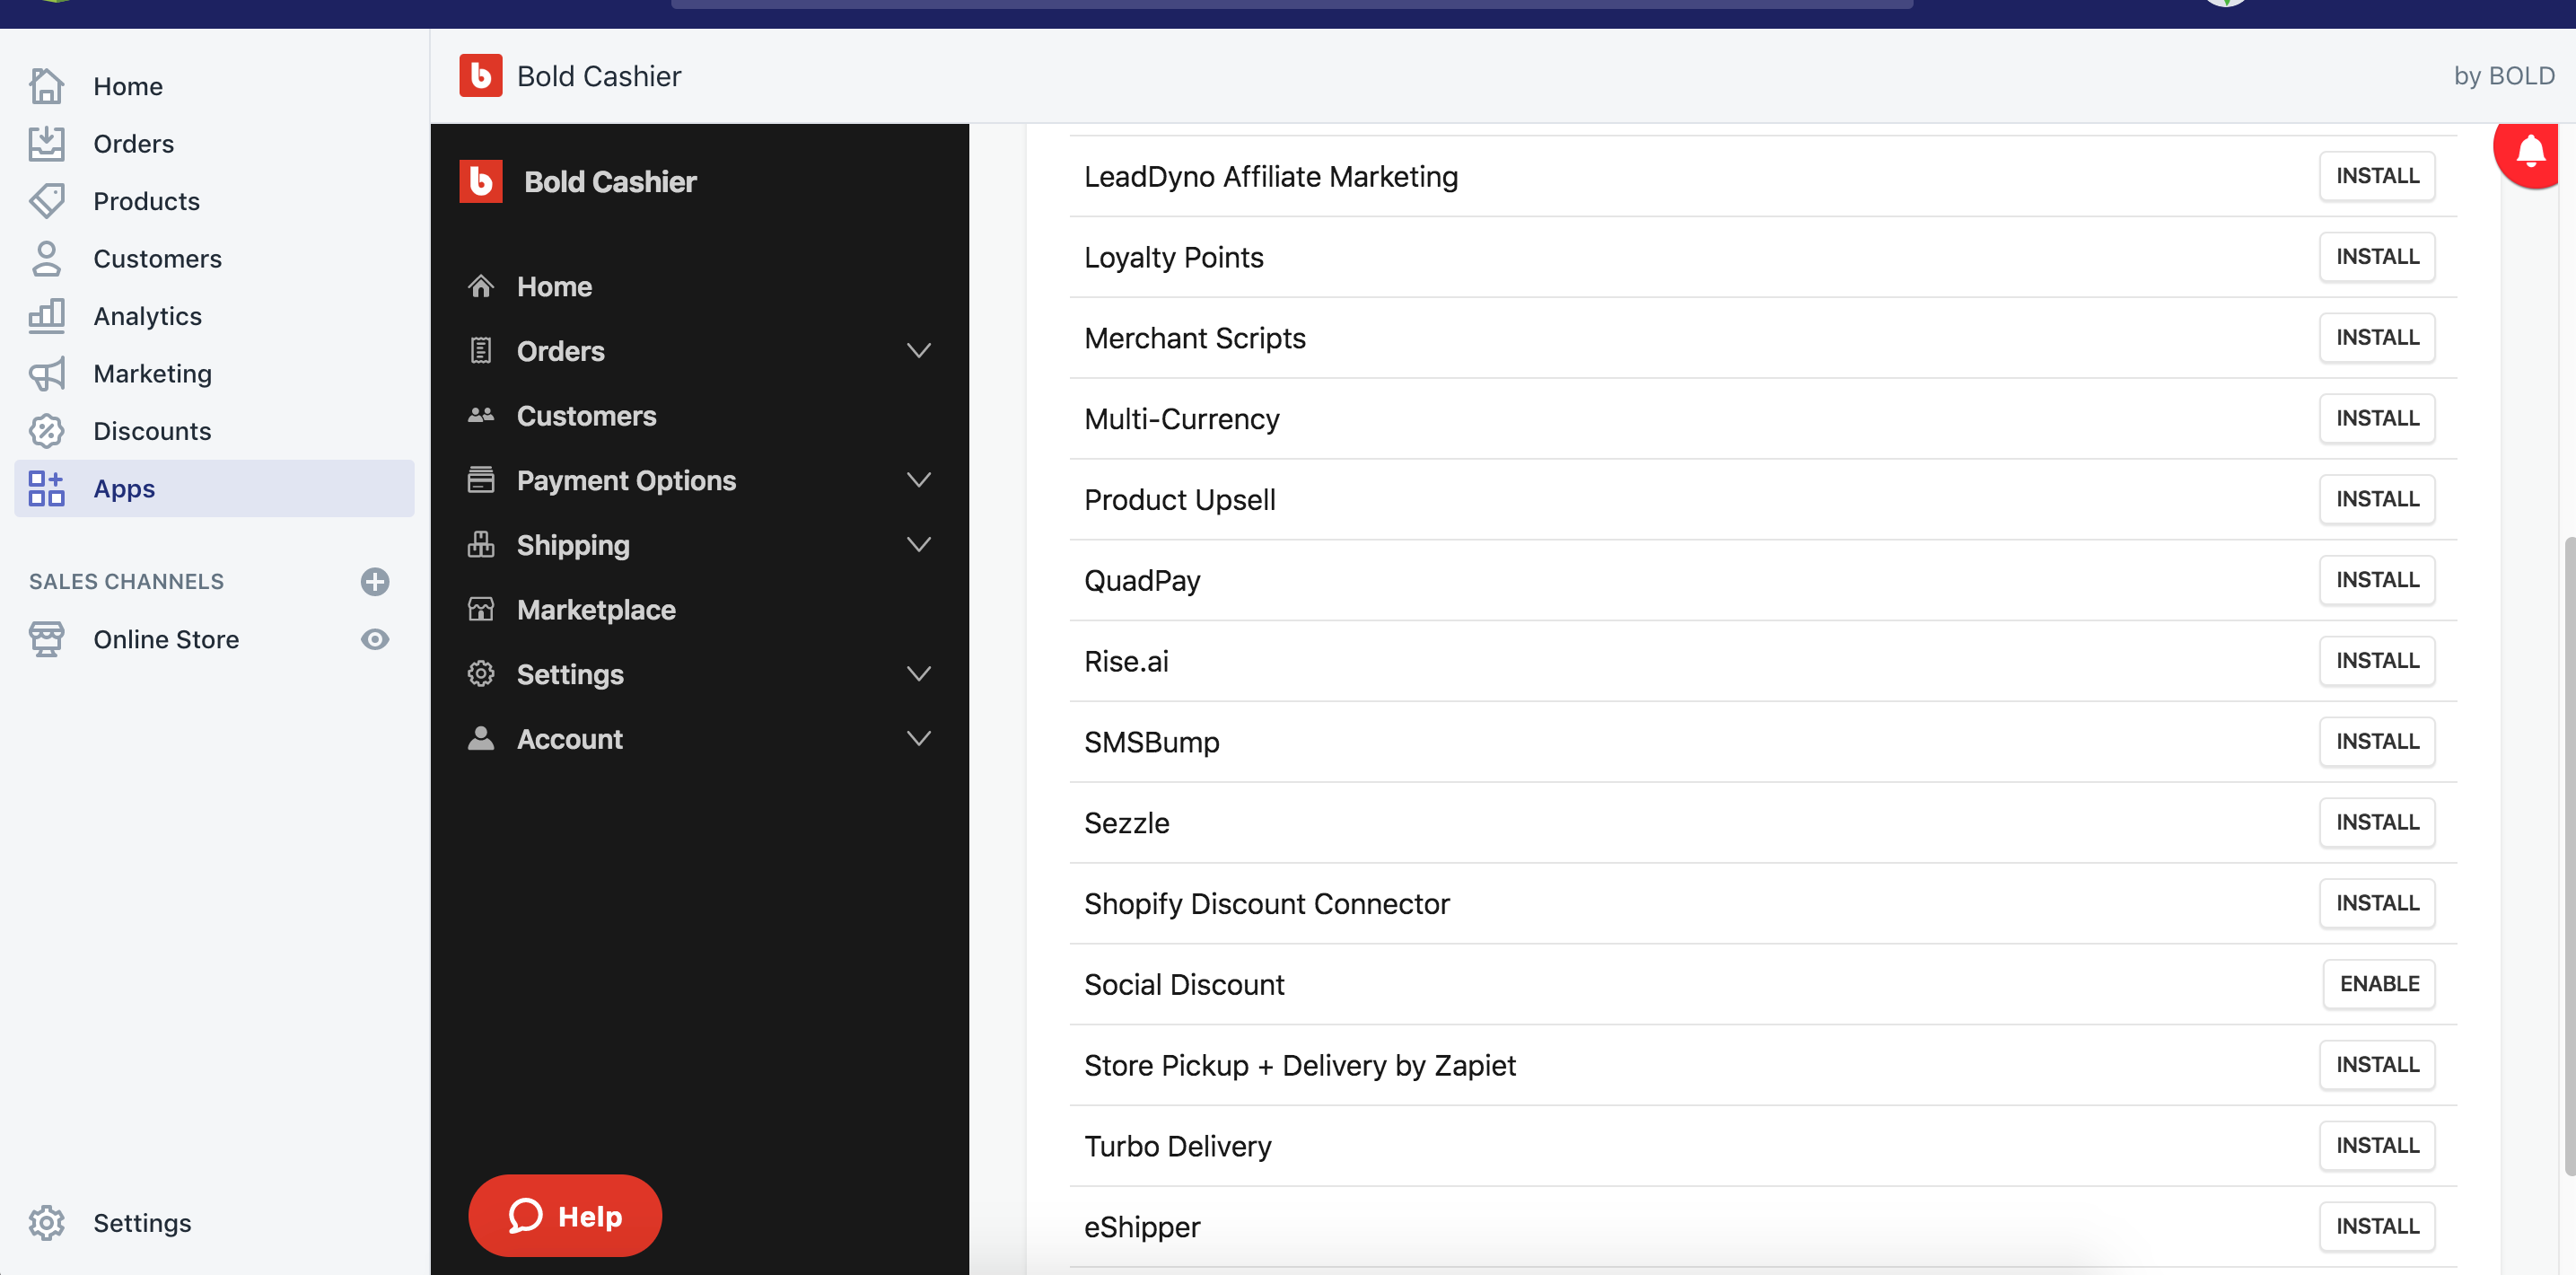 Home
Orders
Products
Customers
Analytics
Marketing
Discounts
Apps
SALES CHANNELS
Online Store
Settings
Bold Cashier
by BOLD
Bold Cashier
Home
Orders
Customers
Payment Options
Shipping
Marketplace
Settings
Account
Help
LeadDyno Affiliate Marketing INSTALL
Loyalty Points INSTALL
Merchant Scripts INSTALL
Multi-Currency INSTALL
Product Upsell INSTALL
QuadPay INSTALL
Rise.ai INSTALL
SMSBump INSTALL
Sezzle INSTALL
Shopify Discount Connector INSTALL
Social Discount ENABLE
Store Pickup + Delivery by Zapiet INSTALL
Turbo Delivery INSTALL
eShipper INSTALL